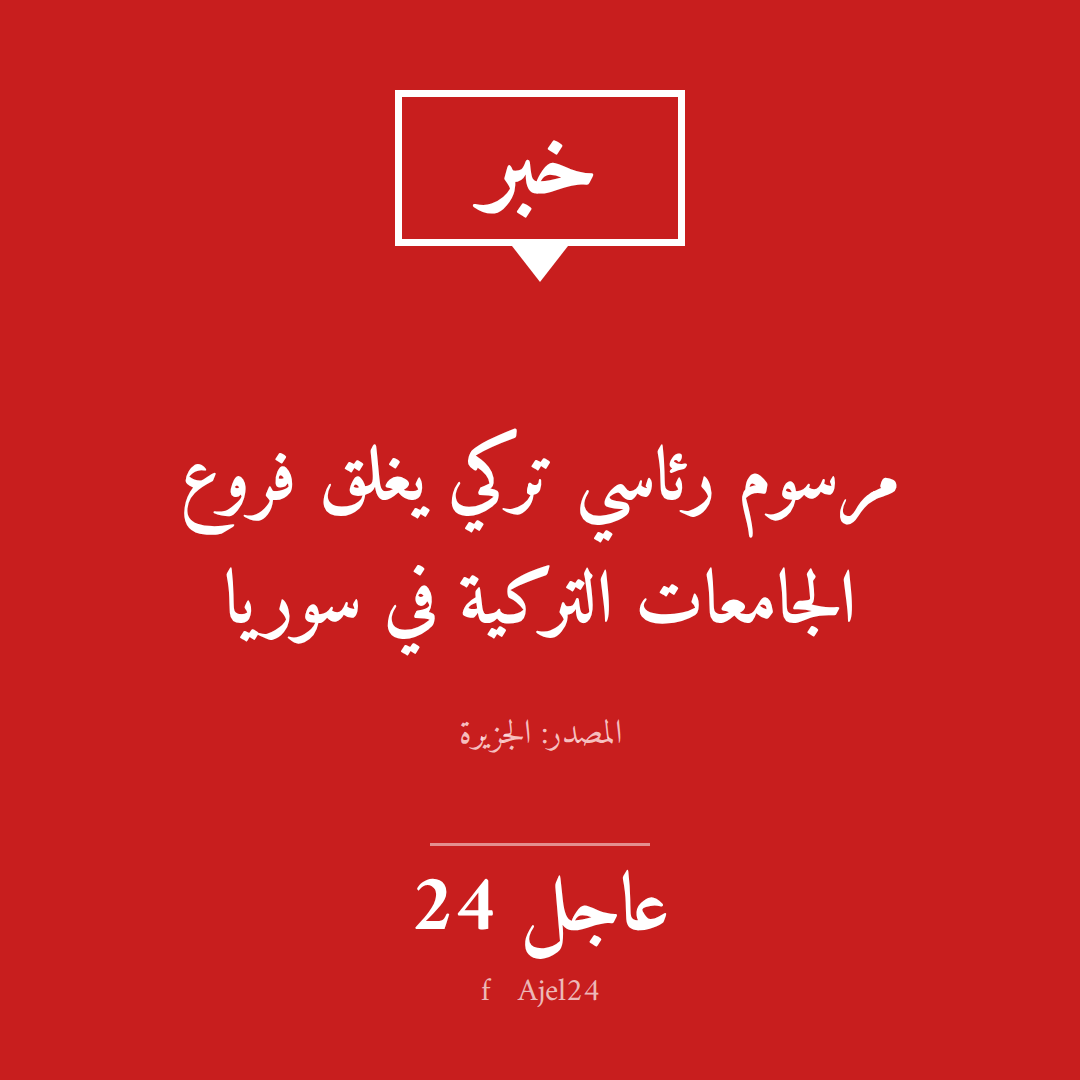 خبر
مرسوم رئاسي تركي يغلق فروع
الجامعات التركية في سوريا
المصدر: الجزيرة
عاجل 24
f Ajel24